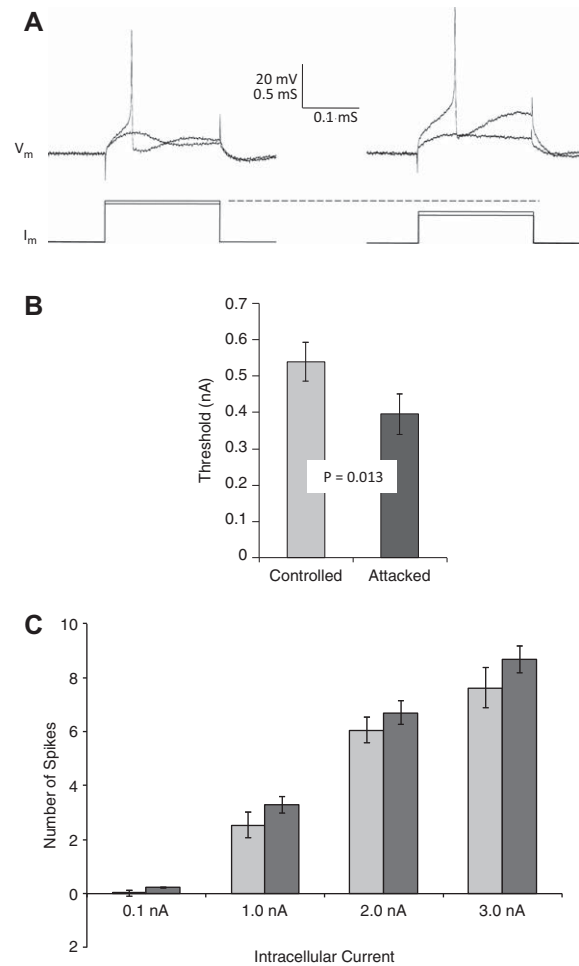 A
20 mV
0.5 mS
0.1 mS
Vm
Im
B
0.7
0.6
0.5
0.4
0.3
0.2
0.1
0
Threshold (nA)
P = 0.013
Controlled Attacked
C
10
8
6
4
2
0
2
Number of Spikes
0.1 nA 1.0 nA 2.0 nA 3.0 nA
Intracellular Current